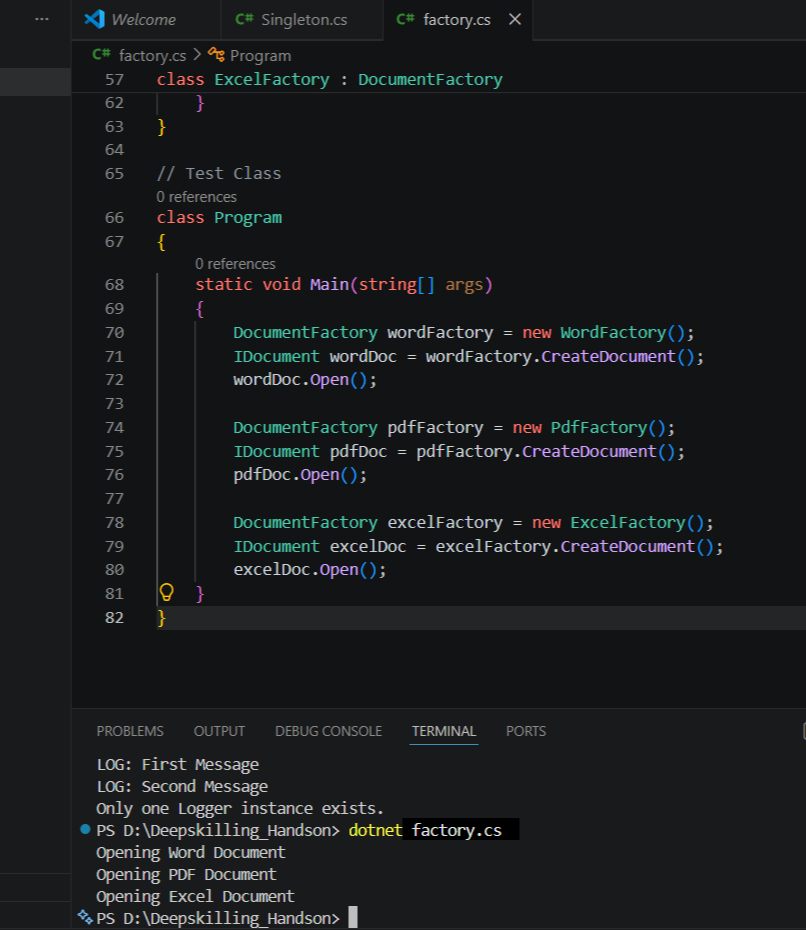 ··· Welcome C# Singleton.cs C# factory.cs ×
C# factory.cs > Program
57 class ExcelFactory : DocumentFactory
62 }
63 }
64
65 // Test Class
0 references
66 class Program
67 {
0 references
68 static void Main(string[] args)
69 {
70 DocumentFactory wordFactory = new WordFactory();
71 IDocument wordDoc = wordFactory.CreateDocument();
72 wordDoc.Open();
73
74 DocumentFactory pdfFactory = new PdfFactory();
75 IDocument pdfDoc = pdfFactory.CreateDocument();
76 pdfDoc.Open();
77
78 DocumentFactory excelFactory = new ExcelFactory();
79 IDocument excelDoc = excelFactory.CreateDocument();
80 excelDoc.Open();
81 }
82 }
PROBLEMS OUTPUT DEBUG CONSOLE TERMINAL PORTS
LOG: First Message
LOG: Second Message
Only one Logger instance exists.
PS D:\Deepskilling_Handson> dotnet factory.cs
Opening Word Document
Opening PDF Document
Opening Excel Document
PS D:\Deepskilling_Handson>